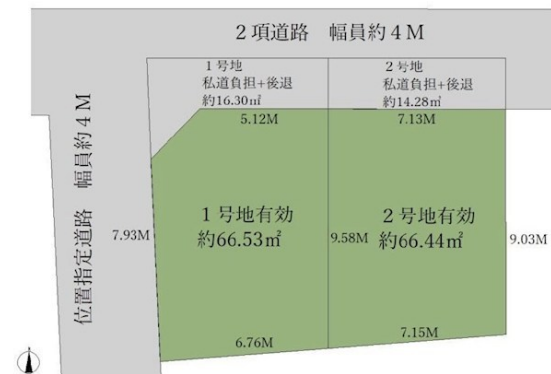 2項道路 幅員約4M
1号地
私道負担+後退
約16.30㎡
2号地
私道負担+後退
約14.28㎡
5.12M
7.13M
位置指定道路 幅員約4M
7.93M
1号地有効
約66.53㎡
9.58M
2号地有効
約66.44㎡
9.03M
6.76M
7.15M